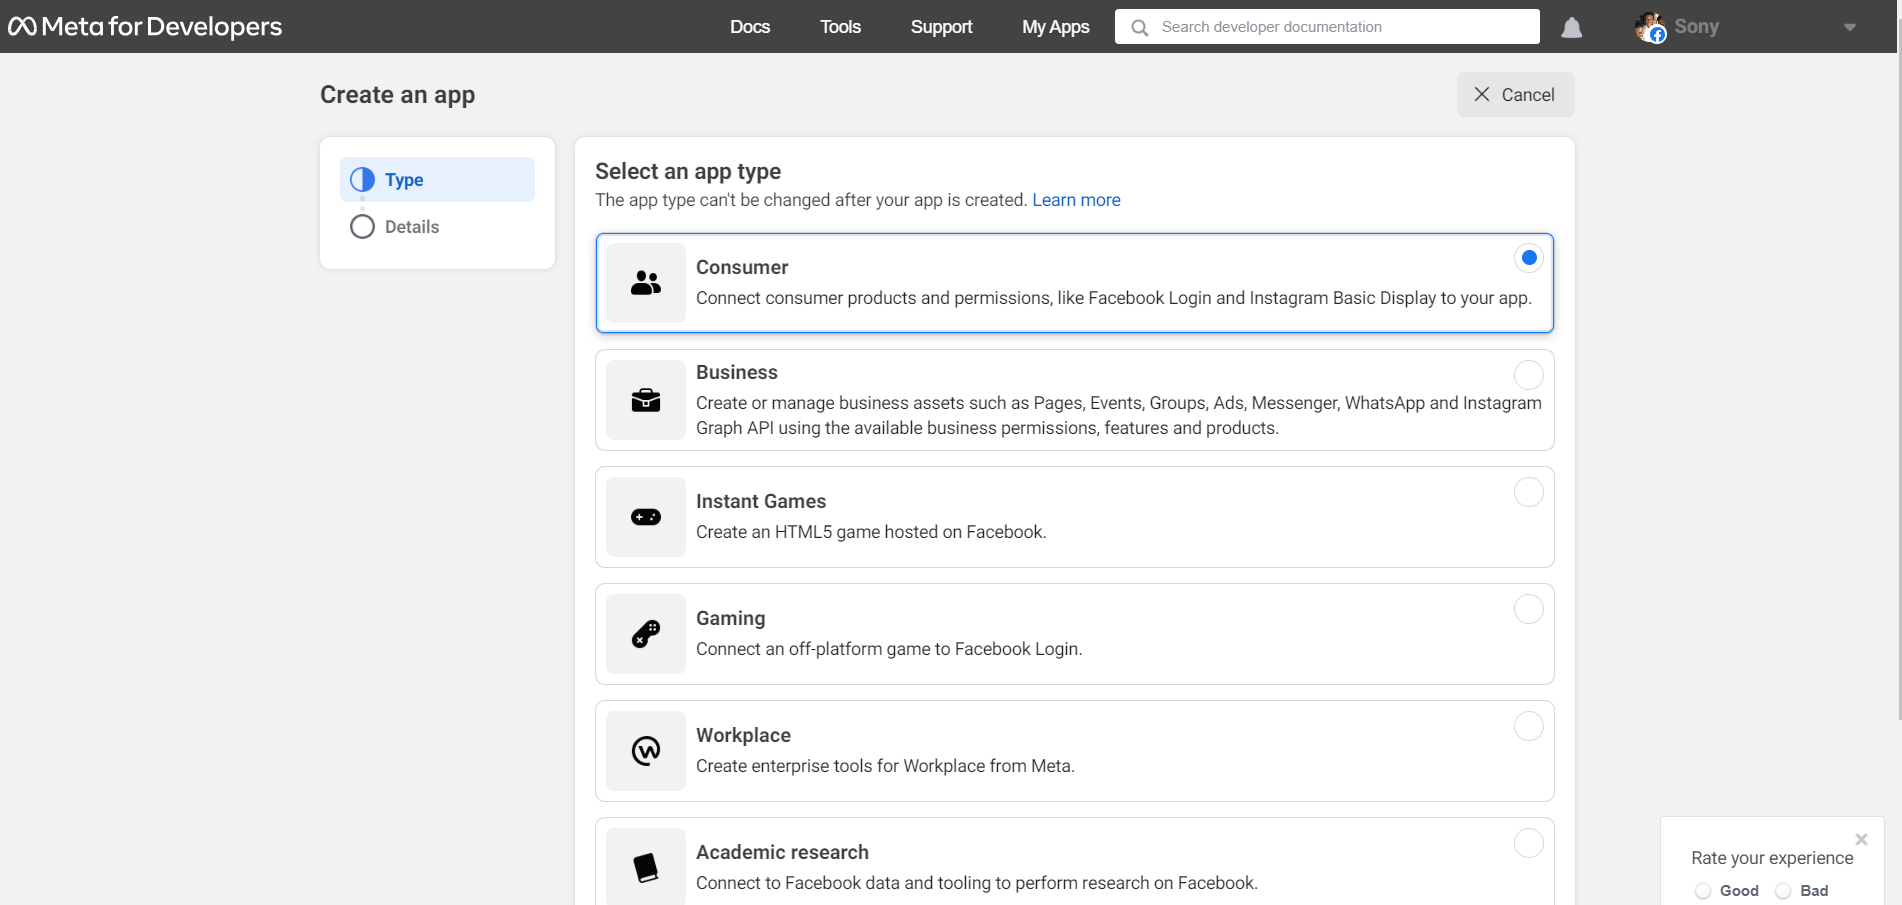 Meta for Developers
Docs
Tools
Support
My Apps
Search developer documentation
Sony
Create an app
Cancel
Type
Details
Select an app type
The app type can't be changed after your app is created. Learn more
Consumer
Connect consumer products and permissions, like Facebook Login and Instagram Basic Display to your app.
Business
Create or manage business assets such as Pages, Events, Groups, Ads, Messenger, WhatsApp and Instagram
Graph API using the available business permissions, features and products.
Instant Games
Create an HTML5 game hosted on Facebook.
Gaming
Connect an off-platform game to Facebook Login.
Workplace
Create enterprise tools for Workplace from Meta.
Academic research
Connect to Facebook data and tooling to perform research on Facebook.
Rate your experience
Good
Bad